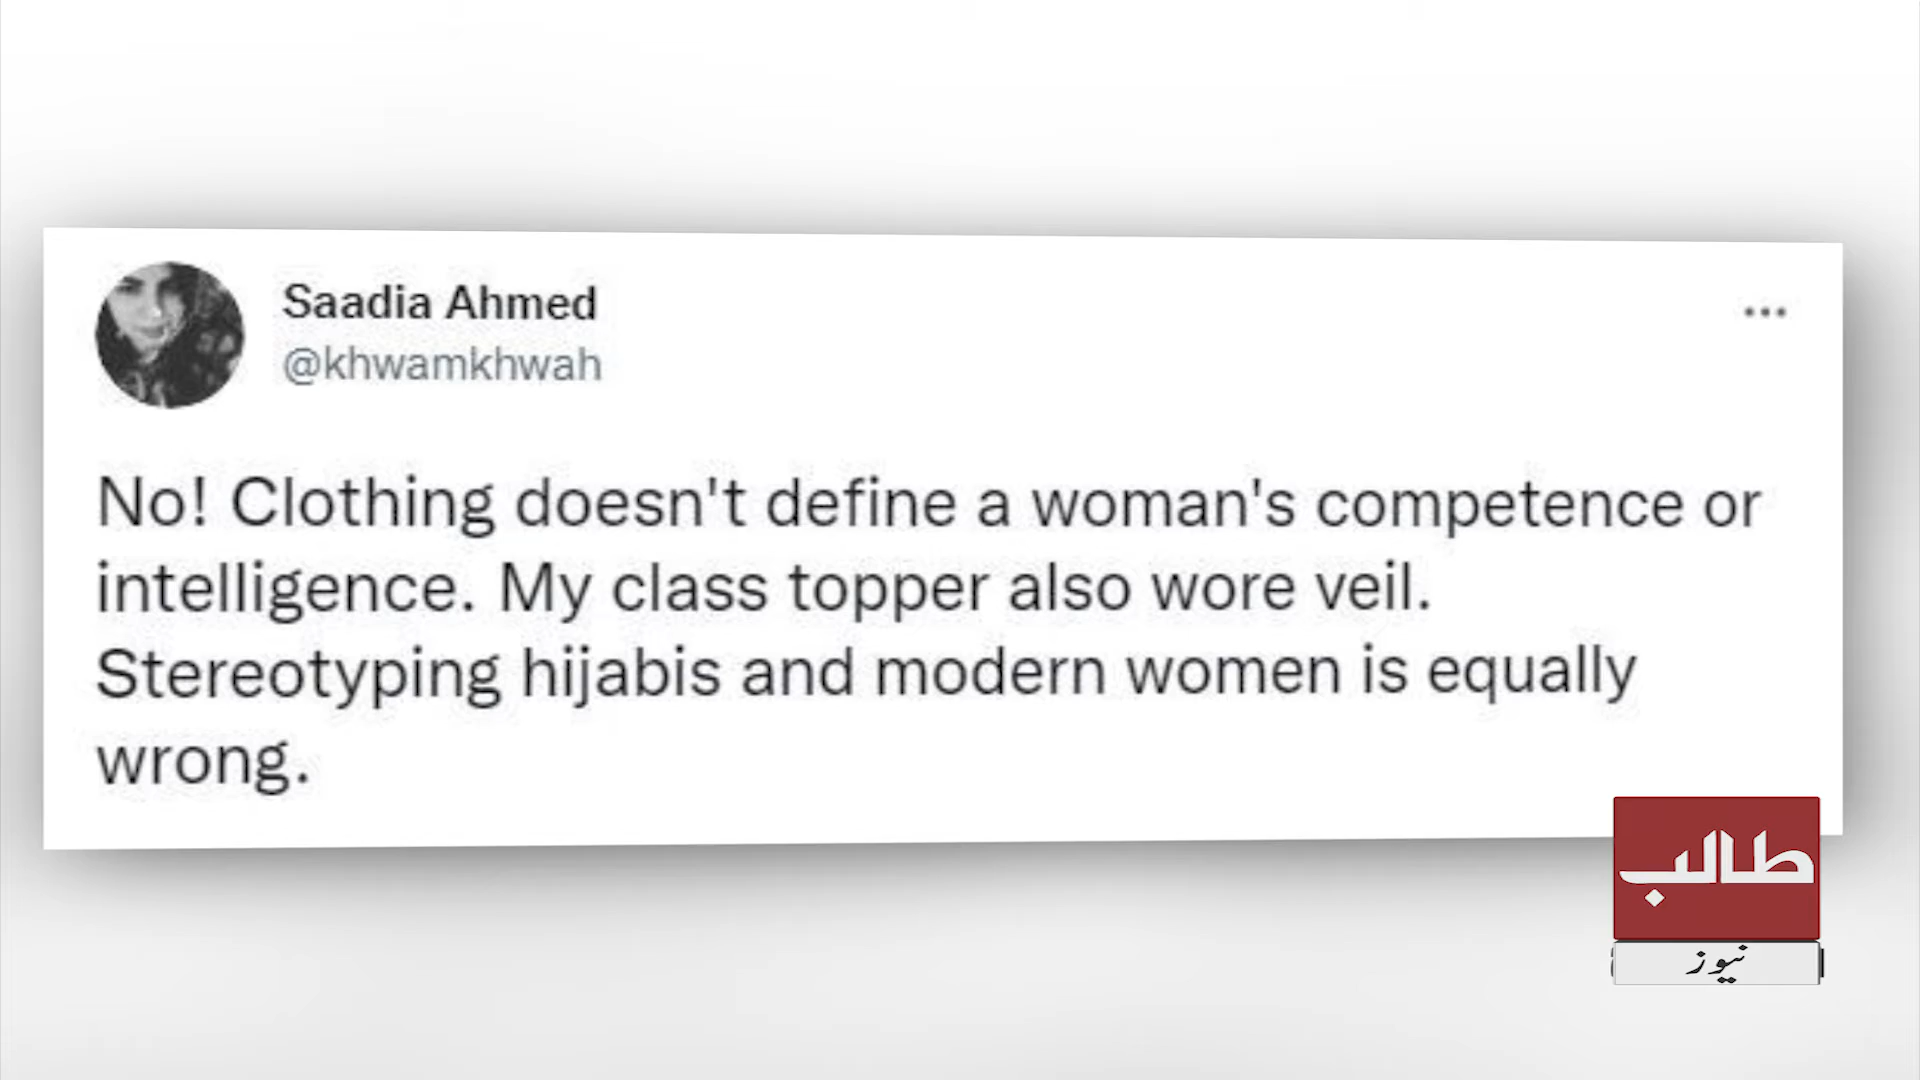 Saadia Ahmed
@khwamkhwah
No! Clothing doesn't define a woman's competence or
intelligence. My class topper also wore veil.
Stereotyping hijabis and modern women is equally
wrong.
طالب
نیوز